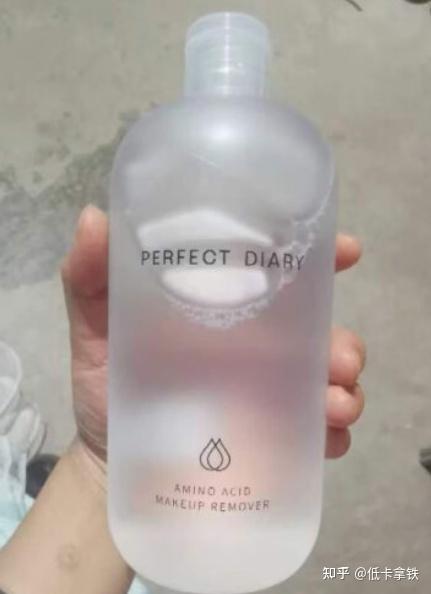 PERFECT DIARY
AMINO ACID
MAKEUP REMOVER
知乎 @低卡拿铁